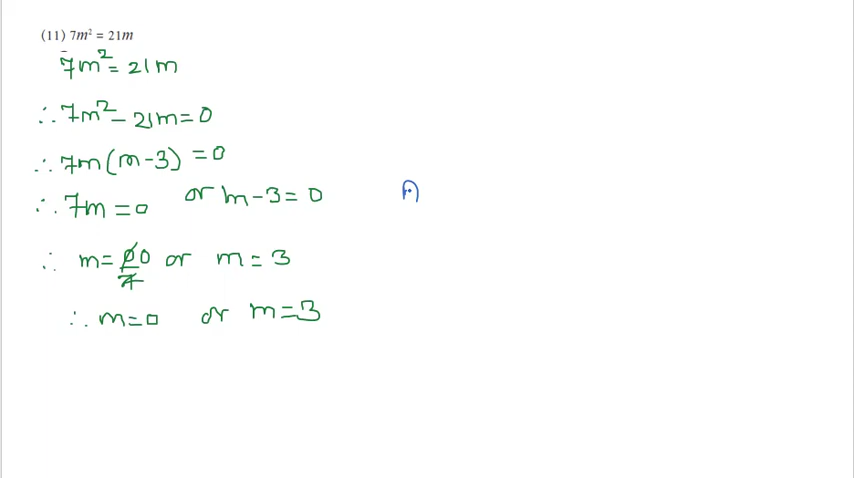 (11) 7m² = 21m
7m² = 21m
∴ 7m² - 21m = 0
∴ 7m(m-3) = 0
∴ 7m = 0 or m-3 = 0
∴ m = 0/7 0 or m = 3
∴ m=0 or m=3